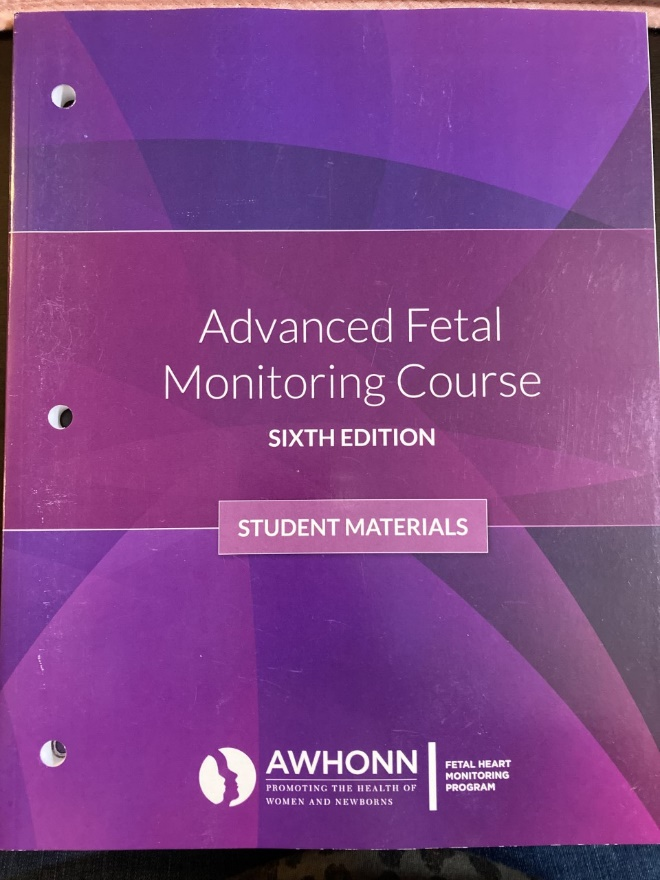 Advanced Fetal
Monitoring Course
SIXTH EDITION
STUDENT MATERIALS
AWHONN
PROMOTING THE HEALTH OF
WOMEN AND NEWBORNS
FETAL HEART
MONITORING
PROGRAM